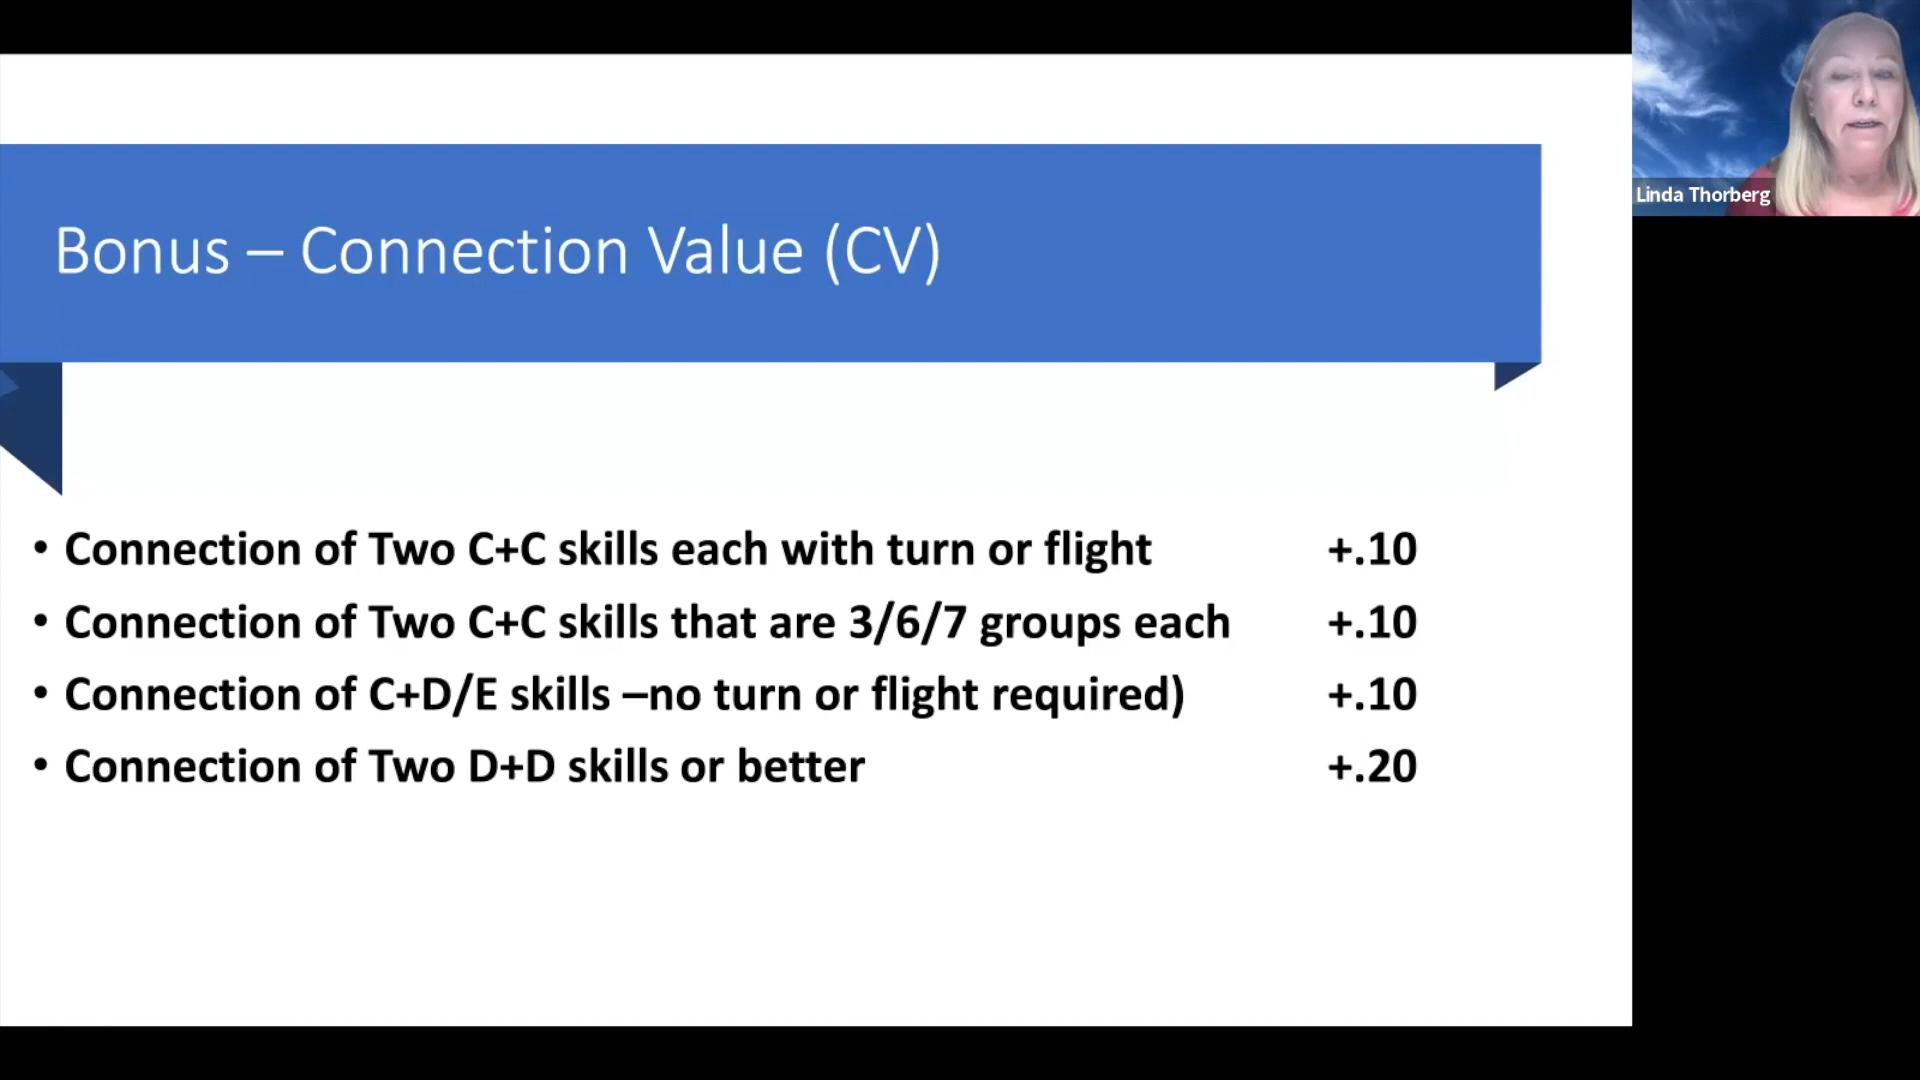 Linda Thorberg
Bonus – Connection Value (CV)
• Connection of Two C+C skills each with turn or flight +.10
• Connection of Two C+C skills that are 3/6/7 groups each +.10
• Connection of C+D/E skills –no turn or flight required) +.10
• Connection of Two D+D skills or better +.20